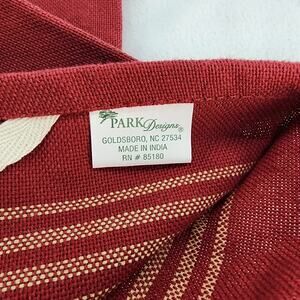 PARK Designs®
GOLDSBORO, NC 27534
MADE IN INDIA
RN # 85180